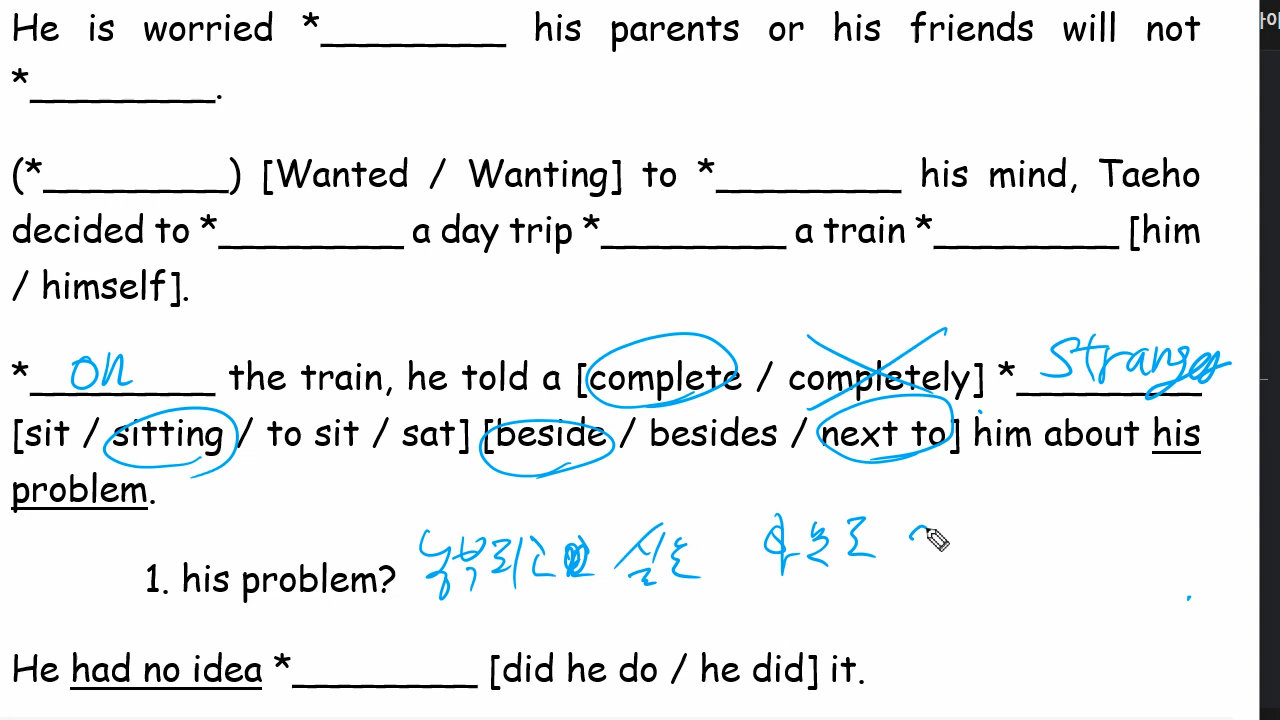 He is worried *________ his parents or his friends will not
*________.
(*________) [Wanted / Wanting] to *________ his mind, Taeho
decided to *________ a day trip *________ a train *________ [him
/ himself].
*on the train, he told a [complete / completely] *stranger
[sit / sitting / to sit / sat] [beside / besides / next to] him about his
problem.
1. his problem? 싶은
He had no idea *________ [did he do / he did] it.